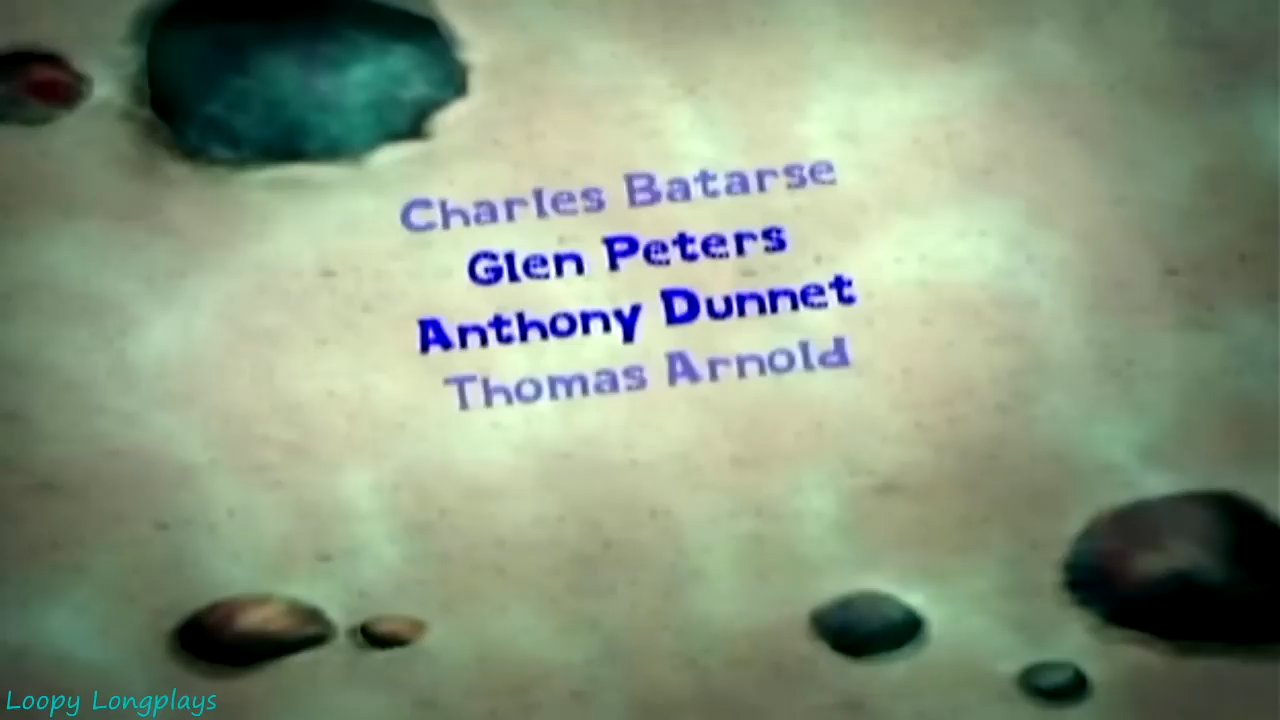 Charles Batarse
Glen Peters
Anthony Dunnet
Thomas Arnold
Loopy Longplays